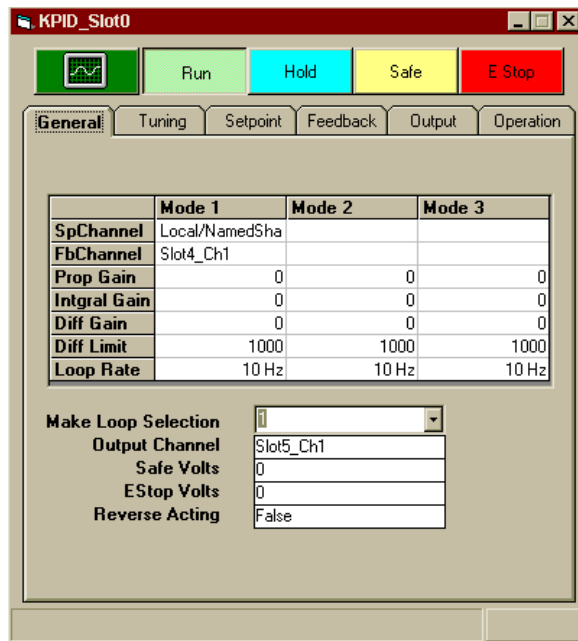 KPID_Slot0
Run Hold Safe E Stop
General Tuning Setpoint Feedback Output Operation
Mode 1 Mode 2 Mode 3
SpChannel Local/NamedSha
FbChannel Slot4_Ch1
Prop Gain 0 0 0
Intgral Gain 0 0 0
Diff Gain 0 0 0
Diff Limit 1000 1000 1000
Loop Rate 10 Hz 10 Hz 10 Hz
Make Loop Selection 1
Output Channel Slot5_Ch1
Safe Volts 0
EStop Volts 0
Reverse Acting False